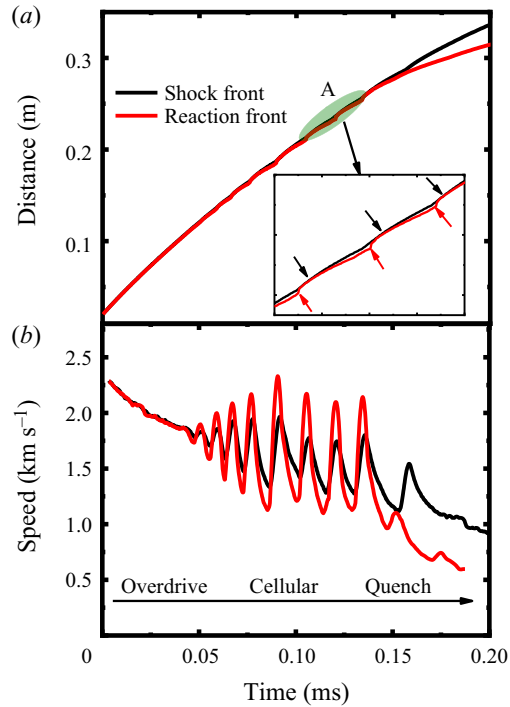 (a)
0.3
0.2
0.1
Distance (m)
Shock front
Reaction front
A
(b)
2.5
2.0
1.5
1.0
0.5
Speed (km s⁻¹)
Overdrive Cellular Quench
0 0.05 0.10 0.15 0.20
Time (ms)